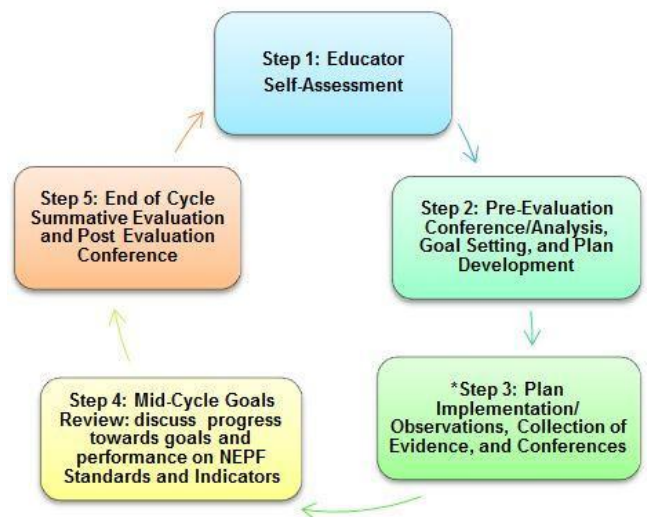 Step 1: Educator
Self-Assessment
Step 2: Pre-Evaluation
Conference/Analysis,
Goal Setting, and Plan
Development
*Step 3: Plan
Implementation/
Observations, Collection of
Evidence, and Conferences
Step 4: Mid-Cycle Goals
Review: discuss progress
towards goals and
performance on NEPF
Standards and Indicators
Step 5: End of Cycle
Summative Evaluation
and Post Evaluation
Conference